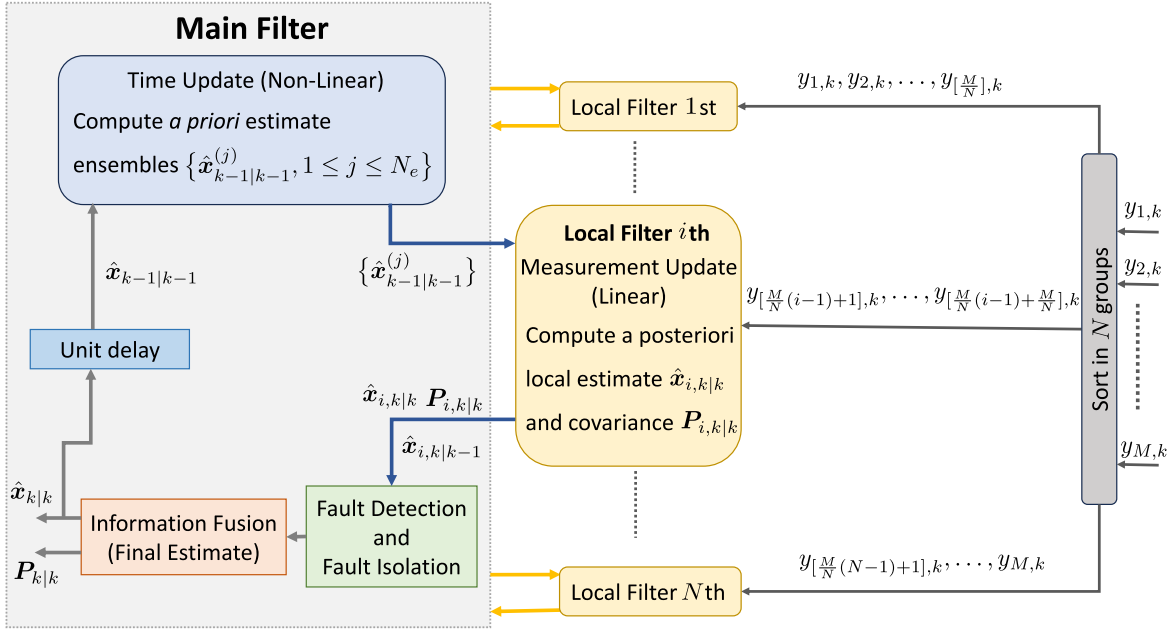 Main Filter
Time Update (Non-Linear)
Compute a priori estimate
ensembles {x̂^{(j)}_{k−1|k−1}, 1 ≤ j ≤ N_e}
x̂_{k−1|k−1}
{x̂^{(j)}_{k−1|k−1}}
Unit delay
x̂_{i,k|k} P_{i,k|k}
x̂_{i,k|k−1}
x̂_{k|k}
P_{k|k}
Information Fusion
(Final Estimate)
Fault Detection
and
Fault Isolation
Local Filter 1st
Local Filter ith
Measurement Update
(Linear)
Compute a posteriori
local estimate x̂_{i,k|k}
and covariance P_{i,k|k}
Local Filter Nth
y_{1,k}, y_{2,k}, . . . , y_{[M/N],k}
y_{[M/N(i−1)+1],k}, . . . , y_{[M/N(i−1)+M/N],k}
y_{[M/N(N−1)+1],k}, . . . , y_{M,k}
Sort in N groups
y_{1,k}
y_{2,k}
y_{M,k}